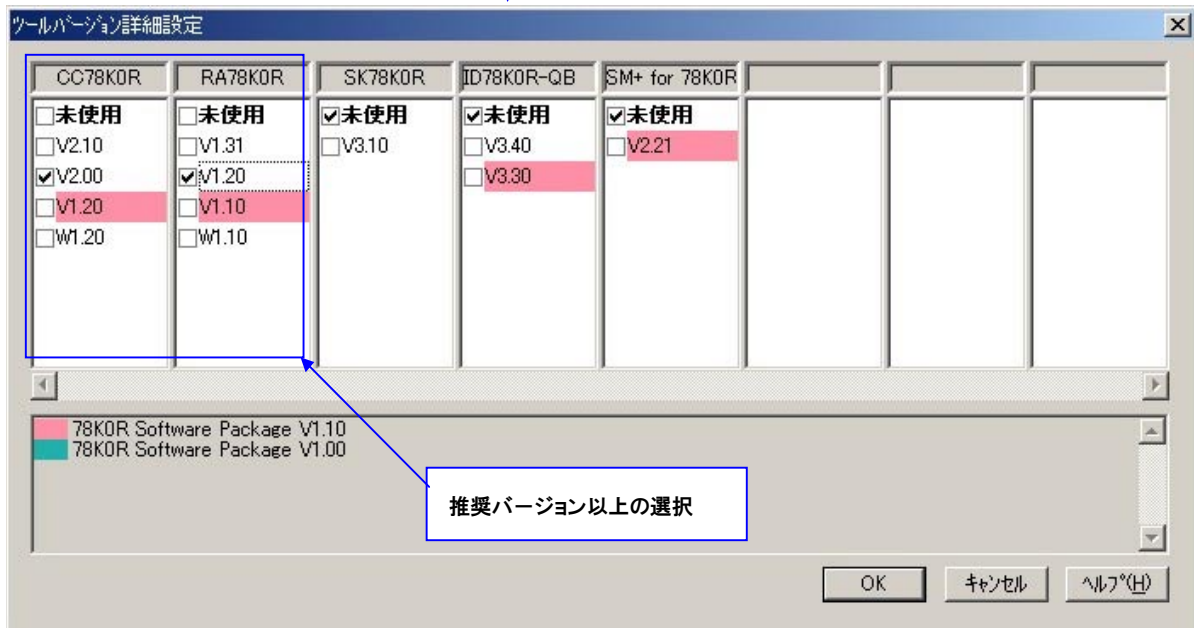 ツールバージョン詳細設定
CC78K0R RA78K0R SK78K0R ID78K0R-QB SM+ for 78K0R
未使用 未使用 未使用 未使用 未使用
V2.10 V1.31 V3.10 V3.40 V2.21
V2.00 V1.20 V3.30
V1.20 V1.10
W1.20 W1.10
78K0R Software Package V1.10
78K0R Software Package V1.00
推奨バージョン以上の選択
OK キャンセル ヘルプ(H)